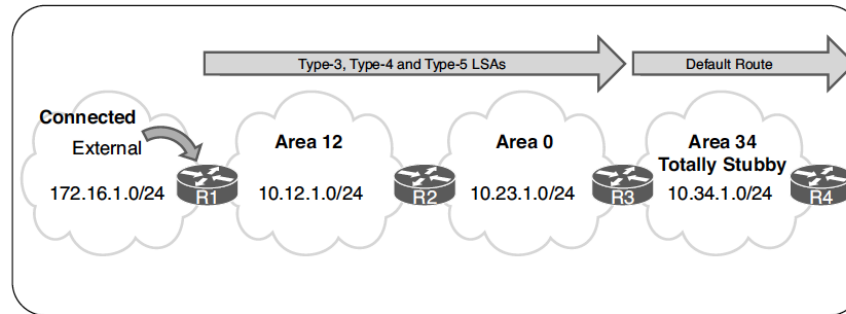 Type-3, Type-4 and Type-5 LSAs
Default Route
Connected
External
172.16.1.0/24
R1
Area 12
10.12.1.0/24
R2
Area 0
10.23.1.0/24
R3
Area 34
Totally Stubby
10.34.1.0/24
R4